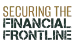 SECURING THE
FINANCIAL
FRONTLINE